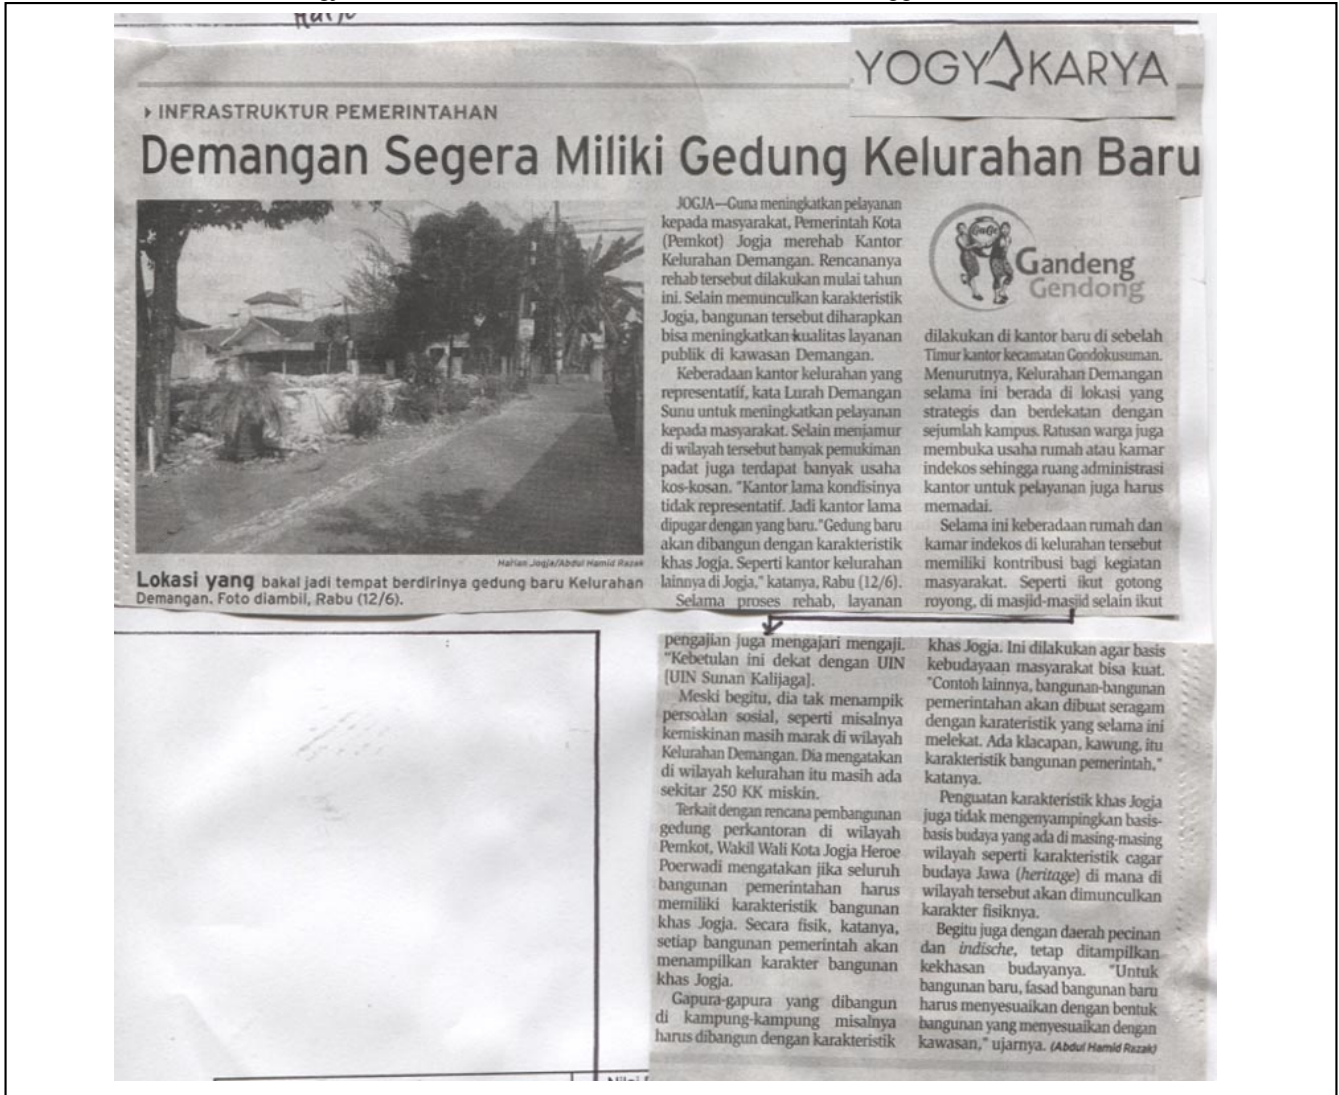 YOGYAKARYA
INFRASTRUKTUR PEMERINTAHAN
Demangan Segera Miliki Gedung Kelurahan Baru
Harian Jogja/Abdul Hamid Razak
Lokasi yang bakal jadi tempat berdirinya gedung baru Kelurahan
Demangan. Foto diambil, Rabu (12/6).
JOGJA—Guna meningkatkan pelayanan
kepada masyarakat, Pemerintah Kota
(Pemkot) Jogja merehab Kantor
Kelurahan Demangan. Rencananya
rehab tersebut dilakukan mulai tahun
ini. Selain memunculkan karakteristik
Jogja, bangunan tersebut diharapkan
bisa meningkatkan kualitas layanan
publik di kawasan Demangan.
Keberadaan kantor kelurahan yang
representatif, kata Lurah Demangan
Sunu untuk meningkatkan pelayanan
kepada masyarakat. Selain menjamur
di wilayah tersebut banyak pemukiman
padat juga terdapat banyak usaha
kos-kosan. "Kantor lama kondisinya
tidak representatif. Jadi kantor lama
dipugar dengan yang baru. "Gedung baru
akan dibangun dengan karakteristik
khas Jogja. Seperti kantor kelurahan
lainnya di Jogja," katanya, Rabu (12/6).
Selama proses rehab, layanan
Gandeng
Gendong
dilakukan di kantor baru di sebelah
Timur kantor kecamatan Gondokusuman.
Menurutnya, Kelurahan Demangan
selama ini berada di lokasi yang
strategis dan berdekatan dengan
sejumlah kampus. Ratusan warga juga
membuka usaha rumah atau kamar
indekos sehingga ruang administrasi
kantor untuk pelayanan juga harus
memadai.
Selama ini keberadaan rumah dan
kamar indekos di kelurahan tersebut
memiliki kontribusi bagi kegiatan
masyarakat. Seperti ikut gotong
royong, di masjid-masjid selain ikut
pengajian juga mengajari mengaji.
"Kebetulan ini dekat dengan UIN
[UIN Sunan Kalijaga].
Meski begitu, dia tak menampik
persoalan sosial, seperti misalnya
kemiskinan masih marak di wilayah
Kelurahan Demangan. Dia mengatakan
di wilayah kelurahan itu masih ada
sekitar 250 KK miskin.
Terkait dengan rencana pembangunan
gedung perkantoran di wilayah
Pemkot, Wakil Wali Kota Jogja Heroe
Poerwadi mengatakan jika seluruh
bangunan pemerintahan harus
memiliki karakteristik bangunan
khas Jogja. Secara fisik, katanya,
setiap bangunan pemerintah akan
menampilkan karakter bangunan
khas Jogja.
Gapura-gapura yang dibangun
di kampung-kampung misalnya
harus dibangun dengan karakteristik
khas Jogja. Ini dilakukan agar basis
kebudayaan masyarakat bisa kuat.
"Contoh lainnya, bangunan-bangunan
pemerintahan akan dibuat seragam
dengan karateristik yang selama ini
melekat. Ada klacapan, kawung, itu
karakteristik bangunan pemerintah,"
katanya.
Penguatan karakteristik khas Jogja
juga tidak mengenyampingkan basis-
basis budaya yang ada di masing-masing
wilayah seperti karakteristik cagar
budaya Jawa (heritage) di mana di
wilayah tersebut akan dimunculkan
karakter fisiknya.
Begitu juga dengan daerah pecinan
dan indische, tetap ditampilkan
kekhasan budayanya. "Untuk
bangunan baru, fasad bangunan baru
harus menyesuaikan dengan bentuk
bangunan yang menyesuaikan dengan
kawasan," ujarnya. (Abdul Hamid Razak)